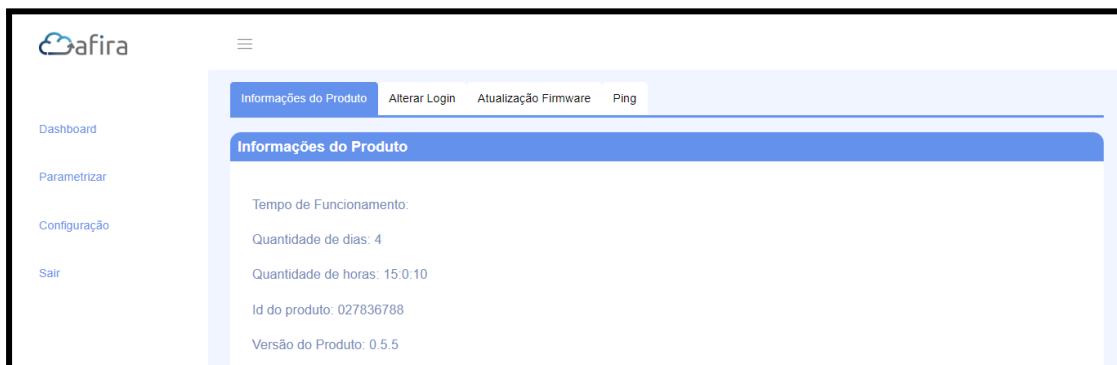 afira
Informações do Produto Alterar Login Atualização Firmware Ping
Dashboard
Informações do Produto
Parametrizar
Tempo de Funcionamento:
Configuração
Quantidade de dias: 4
Sair
Quantidade de horas: 15:0:10
Id do produto: 027836788
Versão do Produto: 0.5.5